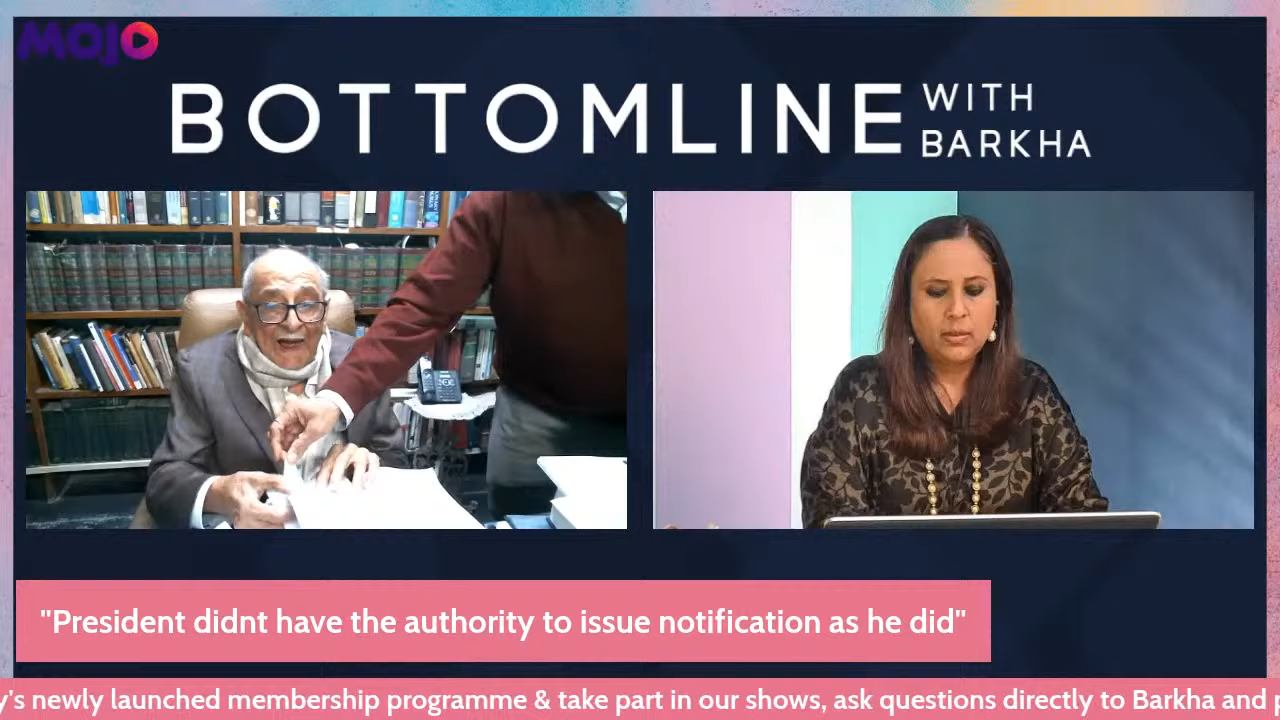 MOJO
BOTTOMLINE
WITH
BARKHA
"President didnt have the authority to issue notification as he did"
y's newly launched membership programme & take part in our shows, ask questions directly to Barkha and p